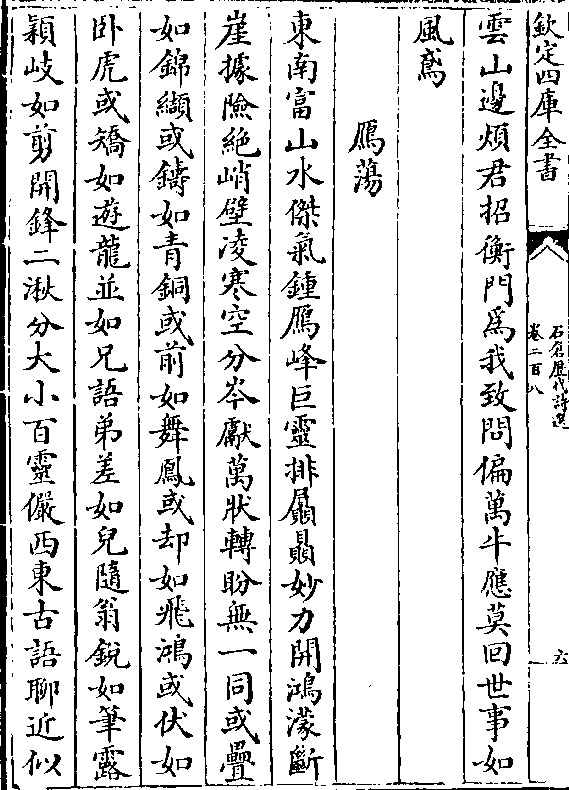 欽定四庫全書
石倉歷代詩選
卷二百八
六
雲山邊煩君招衡門為我致問偏萬牛應莫回世事如
風鳶
鴈蕩
東南富山水傑氣鍾鴈峰巨靈排屭贔妙力開鴻濛斷
崖據險絶峭壁凌寒空分岑獻萬狀轉盼無一同或疊
如錦纈或鑄如青銅或前如舞鳳或却如飛鴻或伏如
卧虎或矯如遊龍並如兄語弟差如兒隨翁銳如筆露
穎岐如剪開鋒二湫分大小百靈儼西東古語聊近似